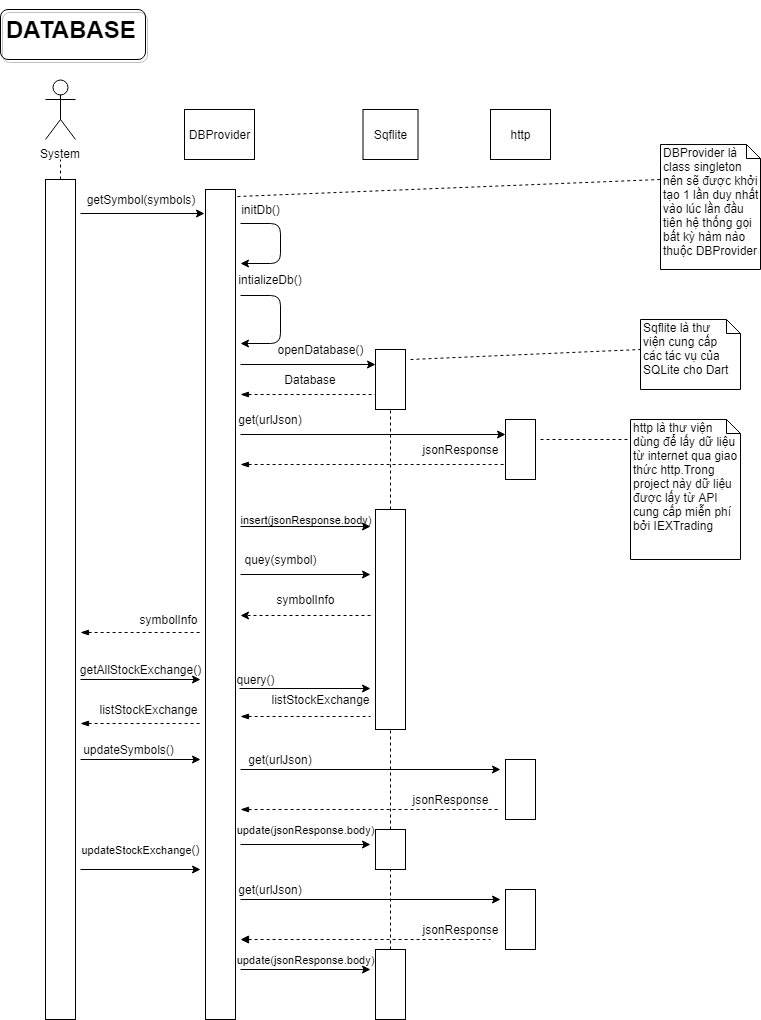 DATABASE
System
DBProvider
Sqflite
http
DBProvider là
class singleton
nên sẽ được khởi
tạo 1 lần duy nhất
vào lúc lần đầu
tiên hệ thống gọi
bất kỳ hàm nào
thuộc DBProvider
getSymbol(symbols)
initDb()
intializeDb()
Sqflite là thư
viện cung cấp
các tác vụ của
SQLite cho Dart
openDatabase()
Database
get(urlJson)
jsonResponse
http là thư viện
dùng để lấy dữ liệu
từ internet qua giao
thức http.Trong
project này dữ liệu
được lấy từ API
cung cấp miễn phí
bởi IEXTrading
insert(jsonResponse.body)
quey(symbol)
symbolInfo
symbolInfo
getAllStockExchange()
query()
listStockExchange
listStockExchange
updateSymbols()
get(urlJson)
jsonResponse
update(jsonResponse.body)
updateStockExchange()
get(urlJson)
jsonResponse
update(jsonResponse.body)